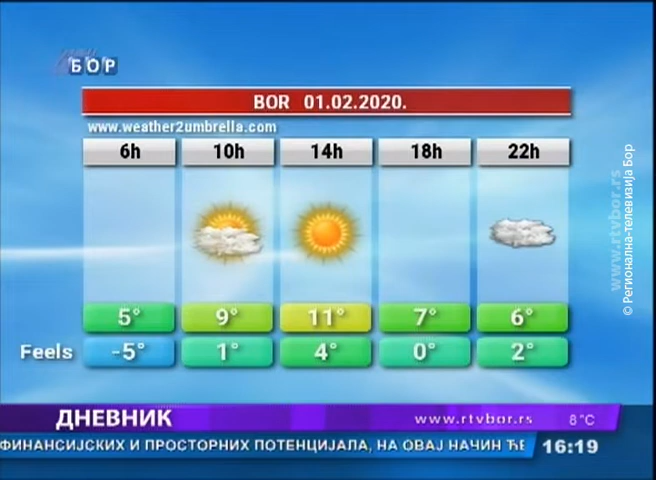 БОР
BOR 01.02.2020.
www.weather2umbrella.com
6h 10h 14h 18h 22h
5° 9° 11° 7° 6°
Feels -5° 1° 4° 0° 2°
www.rtvbor.rs
© Регионална-телевизија Бор
ДНЕВНИК www.rtvbor.rs 8°C
ФИНАНСИЈСКИХ И ПРОСТОРНИХ ПОТЕНЦИЈАЛА, НА ОВАЈ НАЧИН ЋЕ 16:19